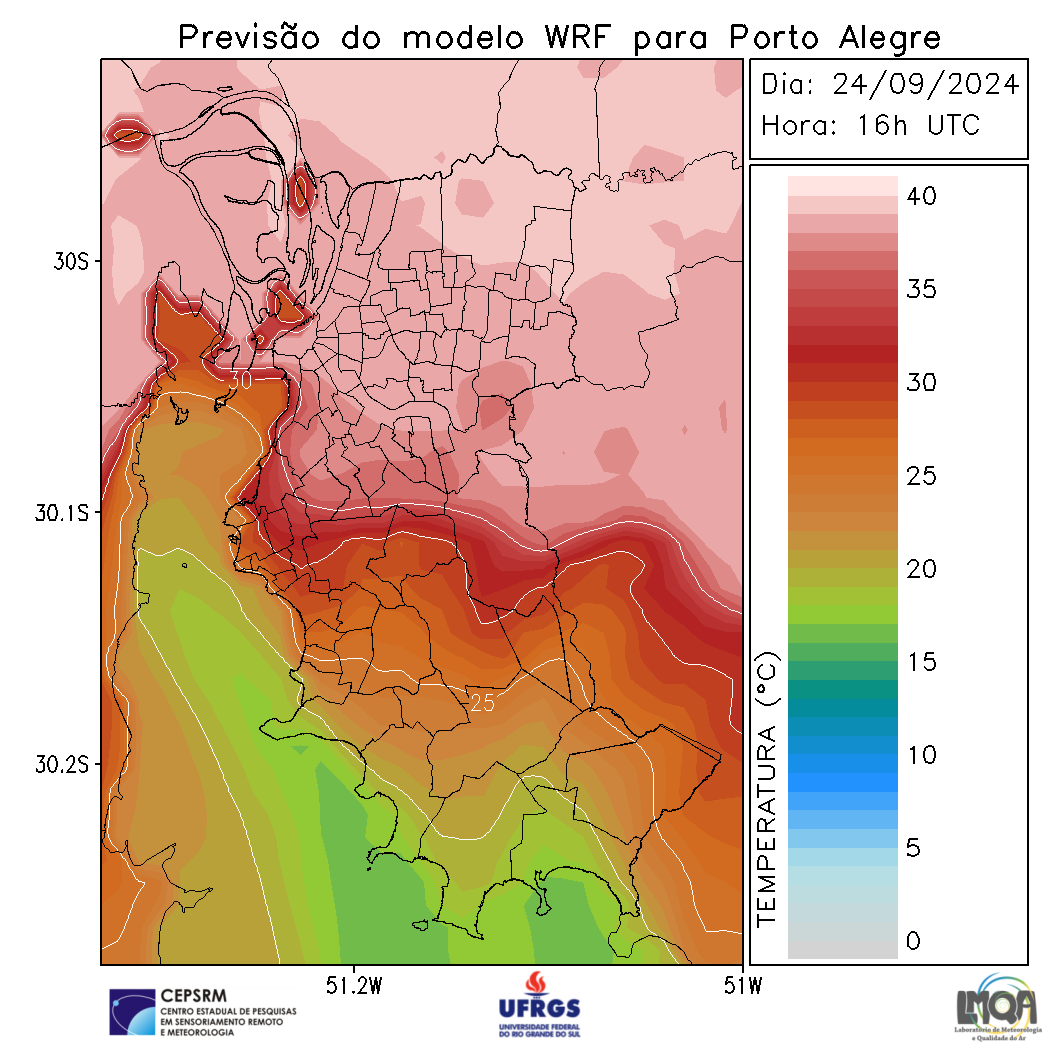 Previsão do modelo WRF para Porto Alegre
Dia: 24/09/2024
Hora: 16h UTC
40
35
30
25
20
15
10
5
0
TEMPERATURA (°C)
30S
30.1S
30.2S
51.2W
51W
30
25
CEPSRM
CENTRO ESTADUAL DE PESQUISAS
EM SENSORIAMENTO REMOTO
E METEOROLOGIA
UFRGS
UNIVERSIDADE FEDERAL
DO RIO GRANDE DO SUL
LMQA
Laboratório de Meteorologia
e Qualidade do Ar